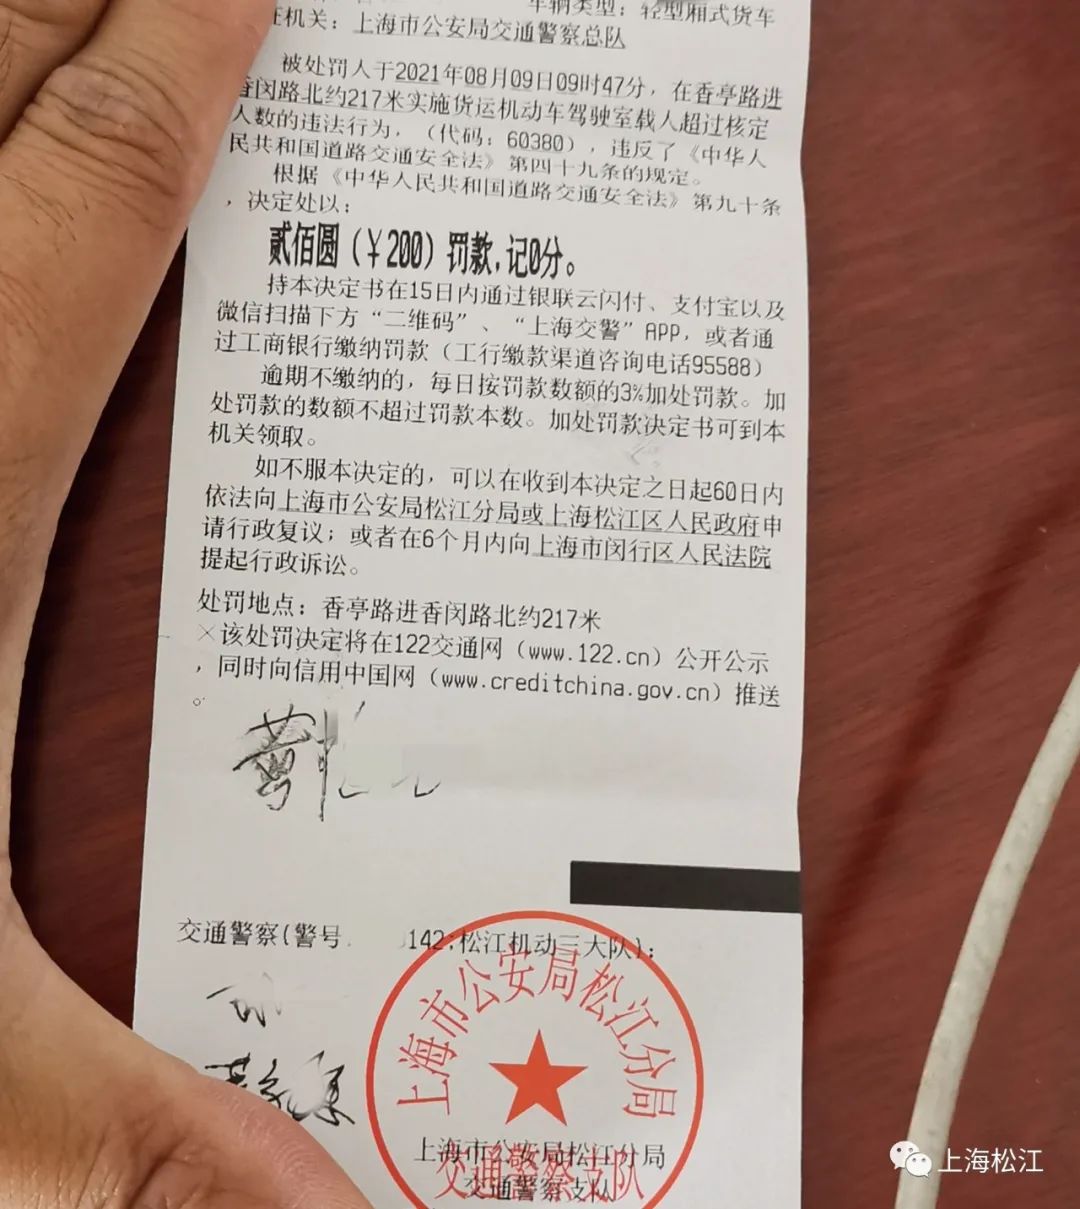 车辆类型：轻型厢式货车
证机关：上海市公安局交通警察总队
被处罚人于2021年08月09日09时47分，在香亭路进
香闵路北约217米实施货运机动车驾驶室载人超过核定
人数的违法行为，（代码：60380），违反了《中华人
民共和国道路交通安全法》第四十九条的规定。
根据《中华人民共和国道路交通安全法》第九十条
，决定处以：
贰佰圆（￥200）罚款，记0分。
持本决定书在15日内通过银联云闪付、支付宝以及
微信扫描下方“二维码”、“上海交警”APP，或者通
过工商银行缴纳罚款（工行缴款渠道咨询电话95588）
逾期不缴纳的，每日按罚款数额的3%加处罚款。加
处罚款的数额不超过罚款本数。加处罚款决定书可到本
机关领取。
如不服本决定的，可以在收到本决定之日起60日内
依法向上海市公安局松江分局或上海松江区人民政府申
请行政复议；或者在6个月内向上海市闵行区人民法院
提起行政诉讼。
处罚地点：香亭路进香闵路北约217米
×该处罚决定将在122交通网（www.122.cn）公开公示
，同时向信用中国网（www.creditchina.gov.cn）推送
。
交通警察(警号 142;松江机动三大队)：
上海市公安局松江分局
交通警察支队
上海市公安局松江分局
交通警察支队
上海松江